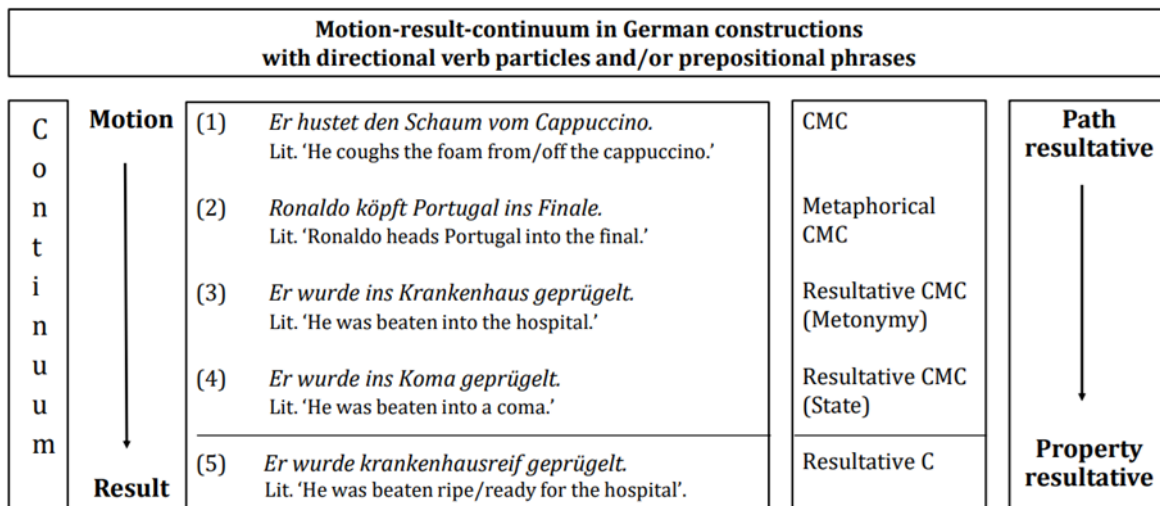 Motion-result-continuum in German constructions
with directional verb particles and/or prepositional phrases
Continuum
Motion
Result
(1) Er hustet den Schaum vom Cappuccino.
Lit. ‘He coughs the foam from/off the cappuccino.’
(2) Ronaldo köpft Portugal ins Finale.
Lit. ‘Ronaldo heads Portugal into the final.’
(3) Er wurde ins Krankenhaus geprügelt.
Lit. ‘He was beaten into the hospital.’
(4) Er wurde ins Koma geprügelt.
Lit. ‘He was beaten into a coma.’
(5) Er wurde krankenhausreif geprügelt.
Lit. ‘He was beaten ripe/ready for the hospital’.
CMC
Metaphorical
CMC
Resultative CMC
(Metonymy)
Resultative CMC
(State)
Resultative C
Path
resultative
Property
resultative